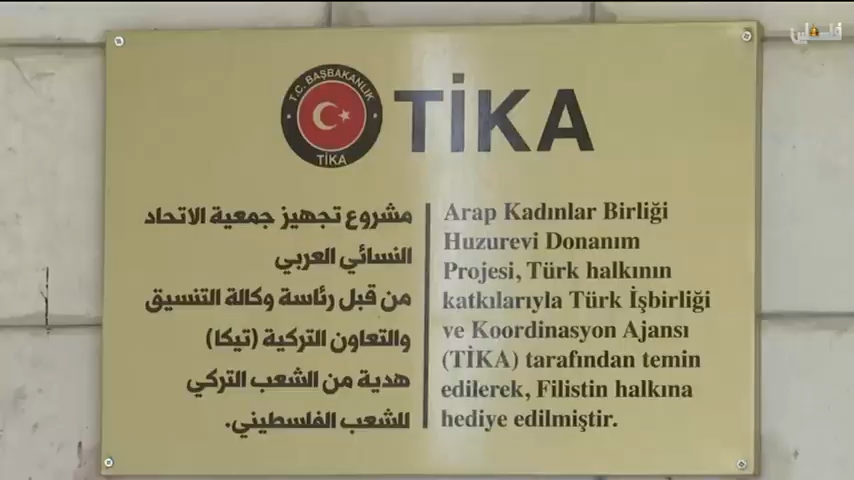 فلسطين
T.C. BAŞBAKANLIK
TİKA
TİKA
مشروع تجهيز جمعية الاتحاد
النسائي العربي
من قبل رئاسة وكالة التنسيق
والتعاون التركية (تيكا)
هدية من الشعب التركي
للشعب الفلسطيني.
Arap Kadınlar Birliği
Huzurevi Donanım
Projesi, Türk halkının
katkılarıyla Türk İşbirliği
ve Koordinasyon Ajansı
(TİKA) tarafından temin
edilerek, Filistin halkına
hediye edilmiştir.